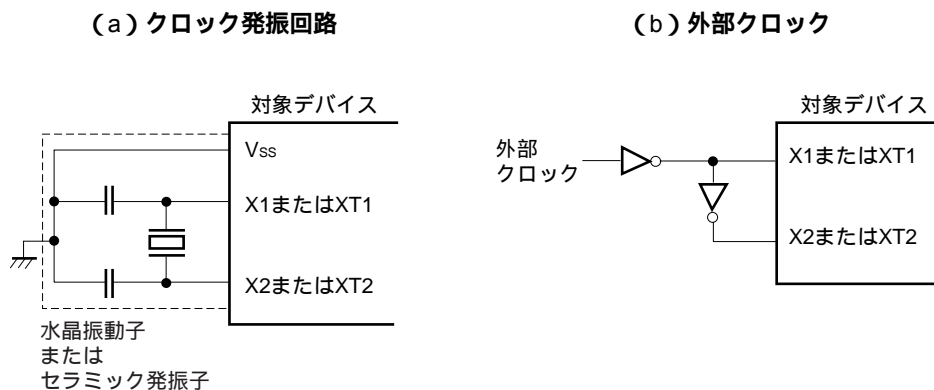 (a)クロック発振回路
(b)外部クロック
対象デバイス
VSS
X1またはXT1
X2またはXT2
水晶振動子
または
セラミック発振子
対象デバイス
外部
クロック
X1またはXT1
X2またはXT2